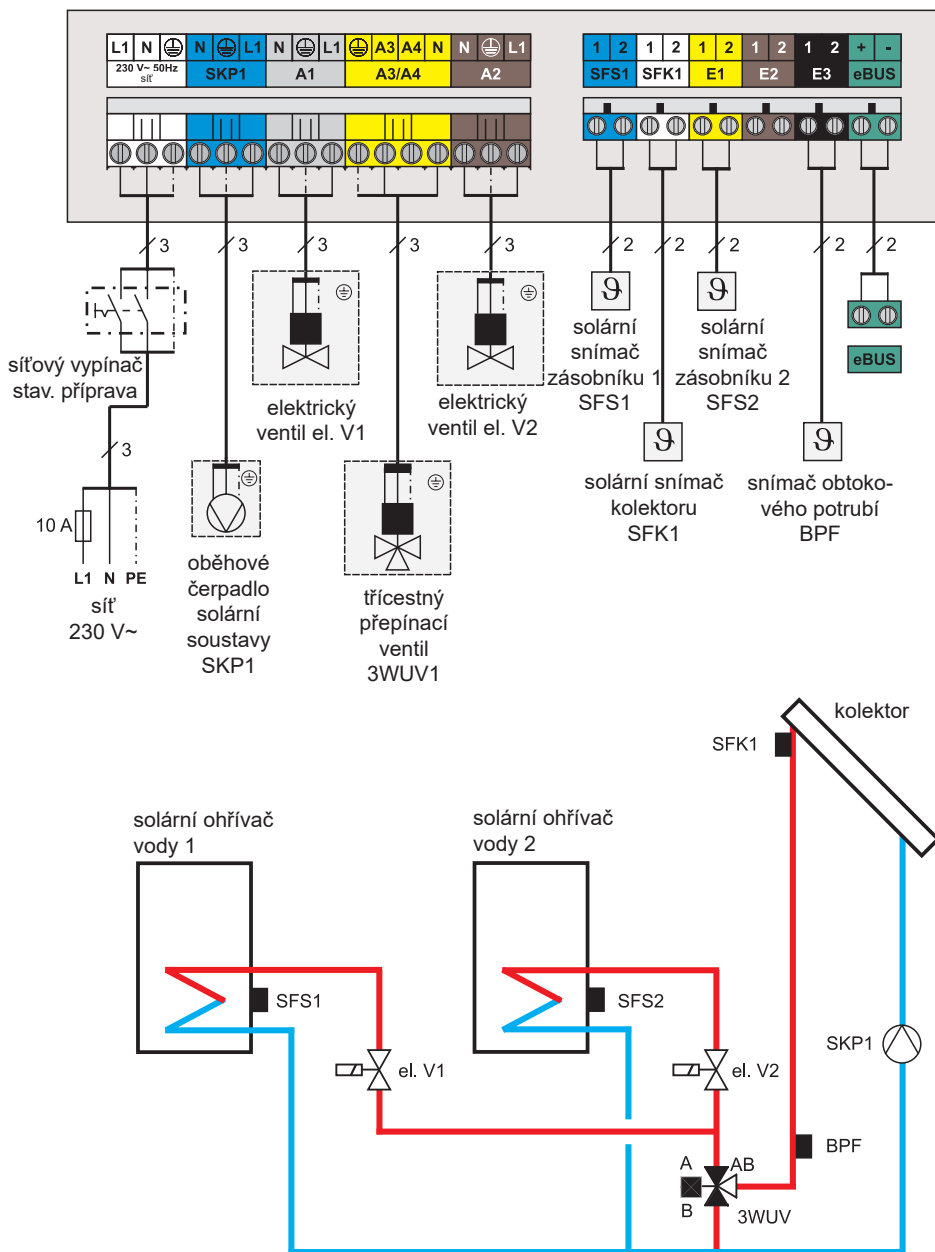 L1 N N L1 N L1 A3 A4 N N L1
230 V~ 50Hz
síť
SKP1 A1 A3/A4 A2
1 2 1 2 1 2 1 2 1 2 + -
SFS1 SFK1 E1 E2 E3 eBUS
3 3 3 3 3 2 2 2 2 2
síťový vypínač
stav. příprava
3
10 A
L1 N PE
síť
230 V~
oběhové
čerpadlo
solární
soustavy
SKP1
elektrický
ventil el. V1
třícestný
přepínací
ventil
3WUV1
elektrický
ventil el. V2
ϑ
solární
snímač
zásobníku 1
SFS1
ϑ
solární snímač
kolektoru
SFK1
ϑ
solární
snímač
zásobníku 2
SFS2
ϑ
snímač obtoko-
vého potrubí
BPF
eBUS
kolektor
SFK1
solární ohřívač
vody 1
solární ohřívač
vody 2
SFS1
SFS2
SKP1
el. V1
el. V2
BPF
A AB
B
3WUV